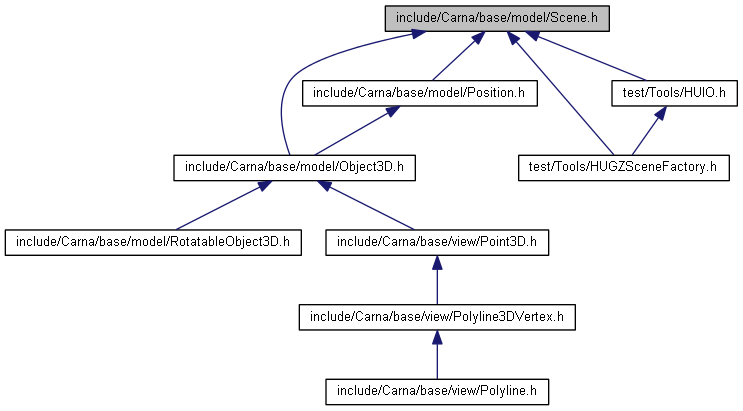 include/Carna/base/model/Scene.h
include/Carna/base/model/Position.h
test/Tools/HUIO.h
include/Carna/base/model/Object3D.h
test/Tools/HUGZSceneFactory.h
include/Carna/base/model/RotatableObject3D.h
include/Carna/base/view/Point3D.h
include/Carna/base/view/Polyline3DVertex.h
include/Carna/base/view/Polyline.h